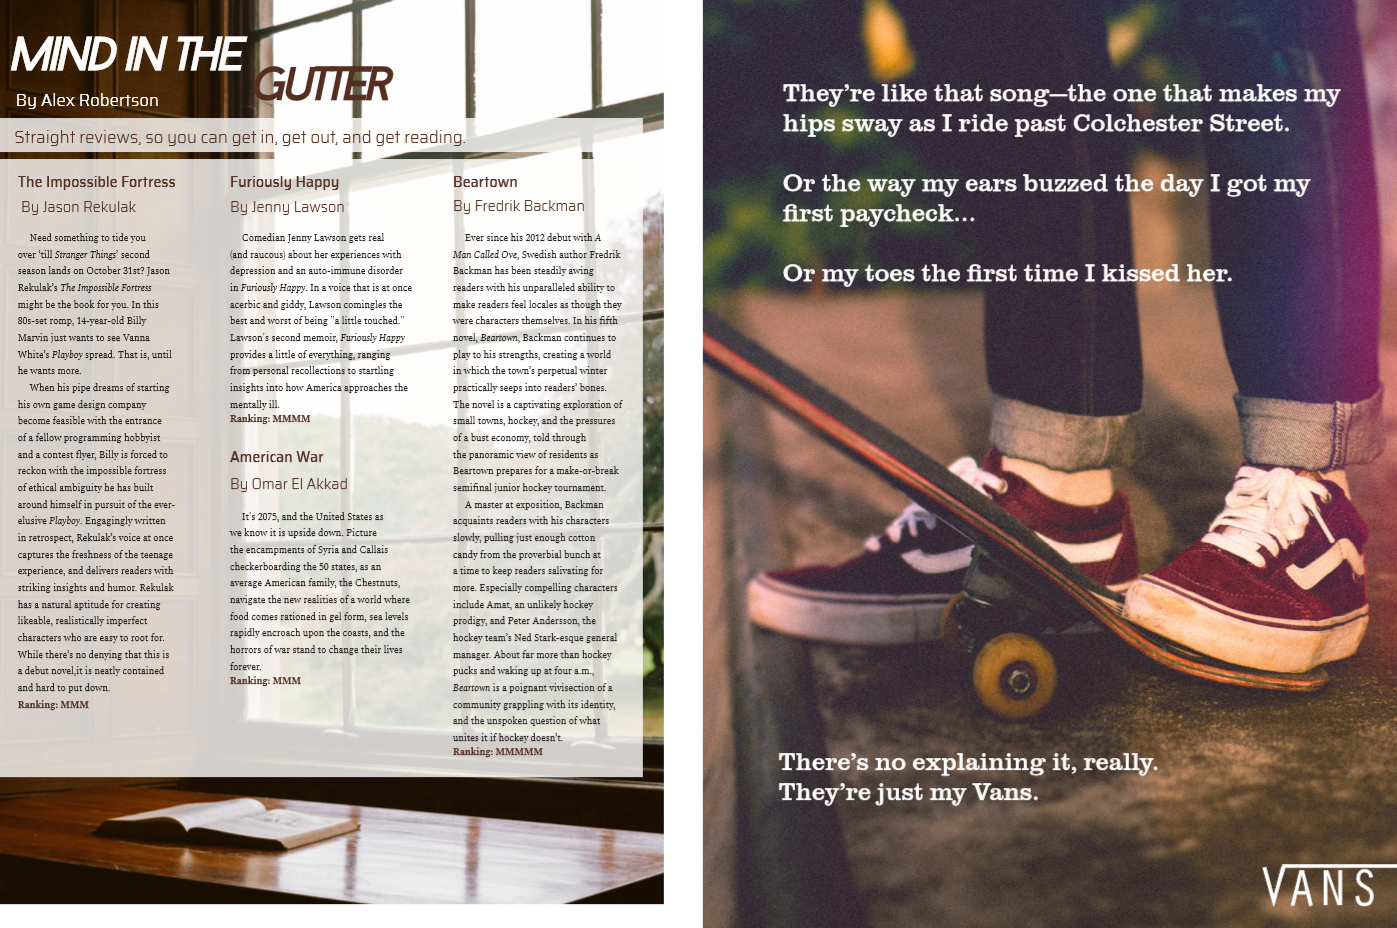 MIND IN THE
GUTTER
By Alex Robertson
Straight reviews, so you can get in, get out, and get reading.
The Impossible Fortress
By Jason Rekulak
Need something to tide you
over ‘till Stranger Things’ second
season lands on October 31st? Jason
Rekulak’s The Impossible Fortress
might be the book for you. In this
80s-set romp, 14-year-old Billy
Marvin just wants to see Vanna
White’s Playboy spread. That is, until
he wants more.
When his pipe dreams of starting
his own game design company
become feasible with the entrance
of a fellow programming hobbyist
and a contest flyer, Billy is forced to
reckon with the impossible fortress
of ethical ambiguity he has built
around himself in pursuit of the ever-
elusive Playboy. Engagingly written
in retrospect, Rekulak’s voice at once
captures the freshness of the teenage
experience, and delivers readers with
striking insights and humor. Rekulak
has a natural aptitude for creating
likeable, realistically imperfect
characters who are easy to root for.
While there’s no denying that this is
a debut novel,it is neatly contained
and hard to put down.
Ranking: MMM
Furiously Happy
By Jenny Lawson
Comedian Jenny Lawson gets real
(and raucous) about her experiences with
depression and an auto-immune disorder
in Furiously Happy. In a voice that is at once
acerbic and giddy, Lawson comingles the
best and worst of being "a little touched."
Lawson's second memoir, Furiously Happy
provides a little of everything, ranging
from personal recollections to startling
insights into how America approaches the
mentally ill.
Ranking: MMMM
American War
By Omar El Akkad
It’s 2075, and the United States as
we know it is upside down. Picture
the encampments of Syria and Callais
checkerboarding the 50 states, as an
average American family, the Chestnuts,
navigate the new realities of a world where
food comes rationed in gel form, sea levels
rapidly encroach upon the coasts, and the
horrors of war stand to change their lives
forever.
Ranking: MMM
Beartown
By Fredrik Backman
Ever since his 2012 debut with A
Man Called Ove, Swedish author Fredrik
Backman has been steadily awing
readers with his unparalleled ability to
make readers feel locales as though they
were characters themselves. In his fifth
novel, Beartown, Backman continues to
play to his strengths, creating a world
in which the town’s perpetual winter
practically seeps into readers’ bones.
The novel is a captivating exploration of
small towns, hockey, and the pressures
of a bust economy, told through
the panoramic view of residents as
Beartown prepares for a make-or-break
semifinal junior hockey tournament.
A master at exposition, Backman
acquaints readers with his characters
slowly, pulling just enough cotton
candy from the proverbial bunch at
a time to keep readers salivating for
more. Especially compelling characters
include Amat, an unlikely hockey
prodigy, and Peter Andersson, the
hockey team’s Ned Stark-esque general
manager. About far more than hockey
pucks and waking up at four a.m.,
Beartown is a poignant vivisection of a
community grappling with its identity,
and the unspoken question of what
unites it if hockey doesn’t.
Ranking: MMMMM
They’re like that song—the one that makes my
hips sway as I ride past Colchester Street.
Or the way my ears buzzed the day I got my
first paycheck…
Or my toes the first time I kissed her.
There’s no explaining it, really.
They’re just my Vans.
VANS